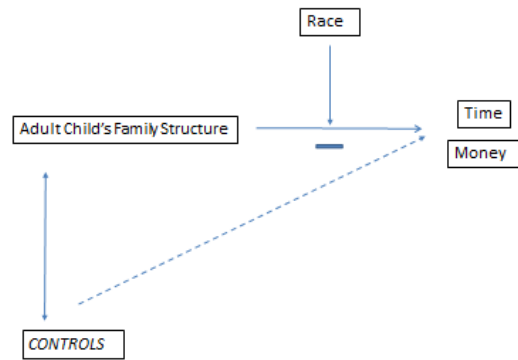 Race
Adult Child's Family Structure
Time
Money
CONTROLS